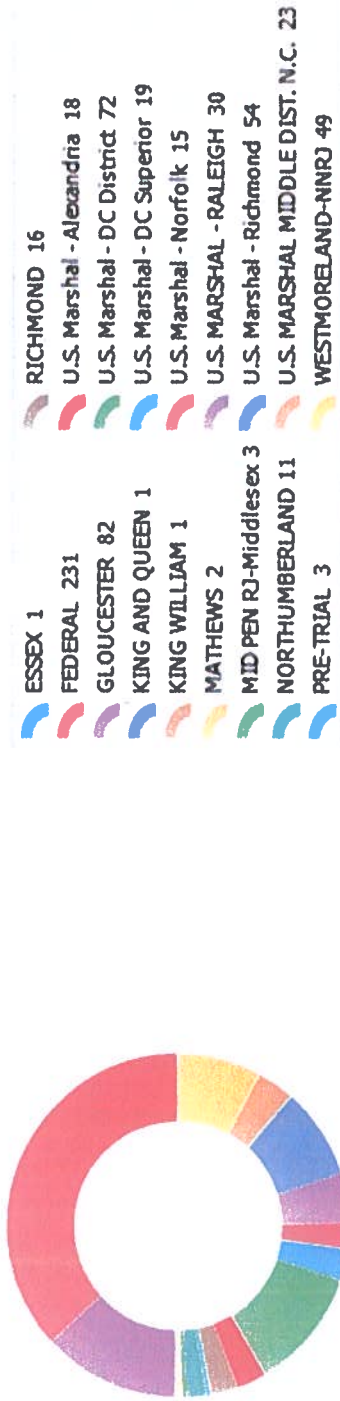 ESSEX 1
FEDERAL 231
GLOUCESTER 82
KING AND QUEEN 1
KING WILLIAM 1
MATHEWS 2
MID PEN RJ-Middlesex 3
NORTHUMBERLAND 11
PRE-TRIAL 3
RICHMOND 16
U.S. Marshal - Alexandria 18
U.S. Marshal - DC District 72
U.S. Marshal - DC Superior 19
U.S. Marshal - Norfolk 15
U.S. MARSHAL - RALEIGH 30
U.S. Marshal - Richmond 54
U.S. MARSHAL MIDDLE DIST. N.C. 23
WESTMORELAND-NNRJ 49